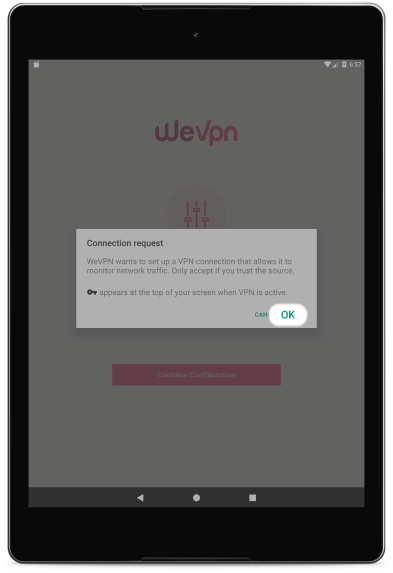 6:57
WeVpn
Connection request
WeVPN wants to set up a VPN connection that allows it to
monitor network traffic. Only accept if you trust the source.
appears at the top of your screen when VPN is active.
CAN OK
Continue Configuration